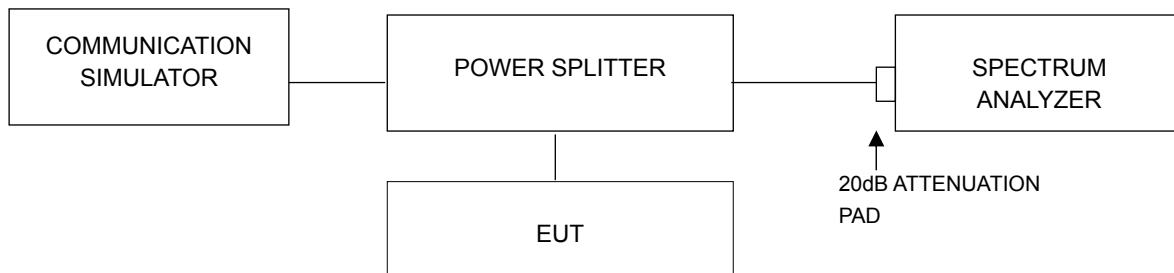 COMMUNICATION
SIMULATOR
POWER SPLITTER
SPECTRUM
ANALYZER
20dB ATTENUATION
PAD
EUT